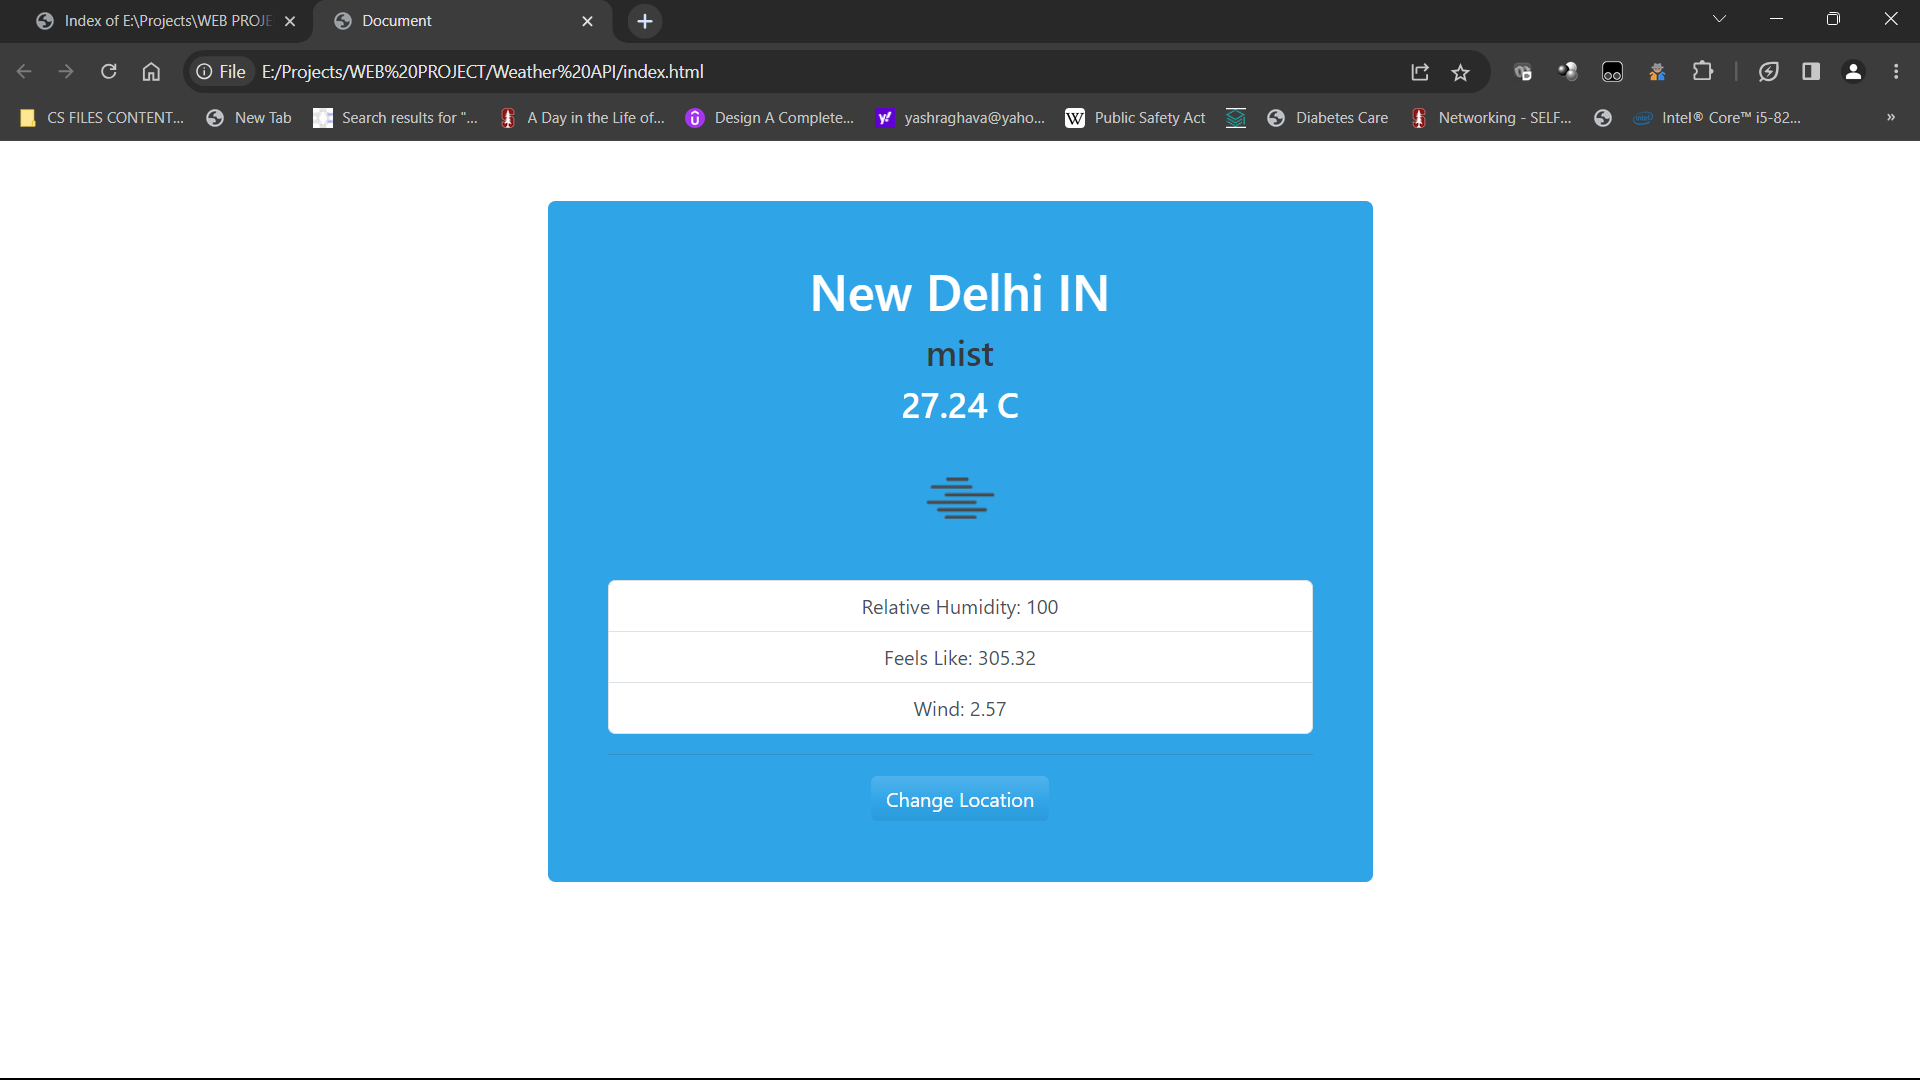 Index of E:\Projects\WEB PROJE
Document
File E:/Projects/WEB%20PROJECT/Weather%20API/index.html
CS FILES CONTENT... New Tab Search results for "... A Day in the Life of... Design A Complete... yashraghava@yaho... Public Safety Act Diabetes Care Networking - SELF... Intel® Core™ i5-82... »
New Delhi IN
mist
27.24 C
Relative Humidity: 100
Feels Like: 305.32
Wind: 2.57
Change Location